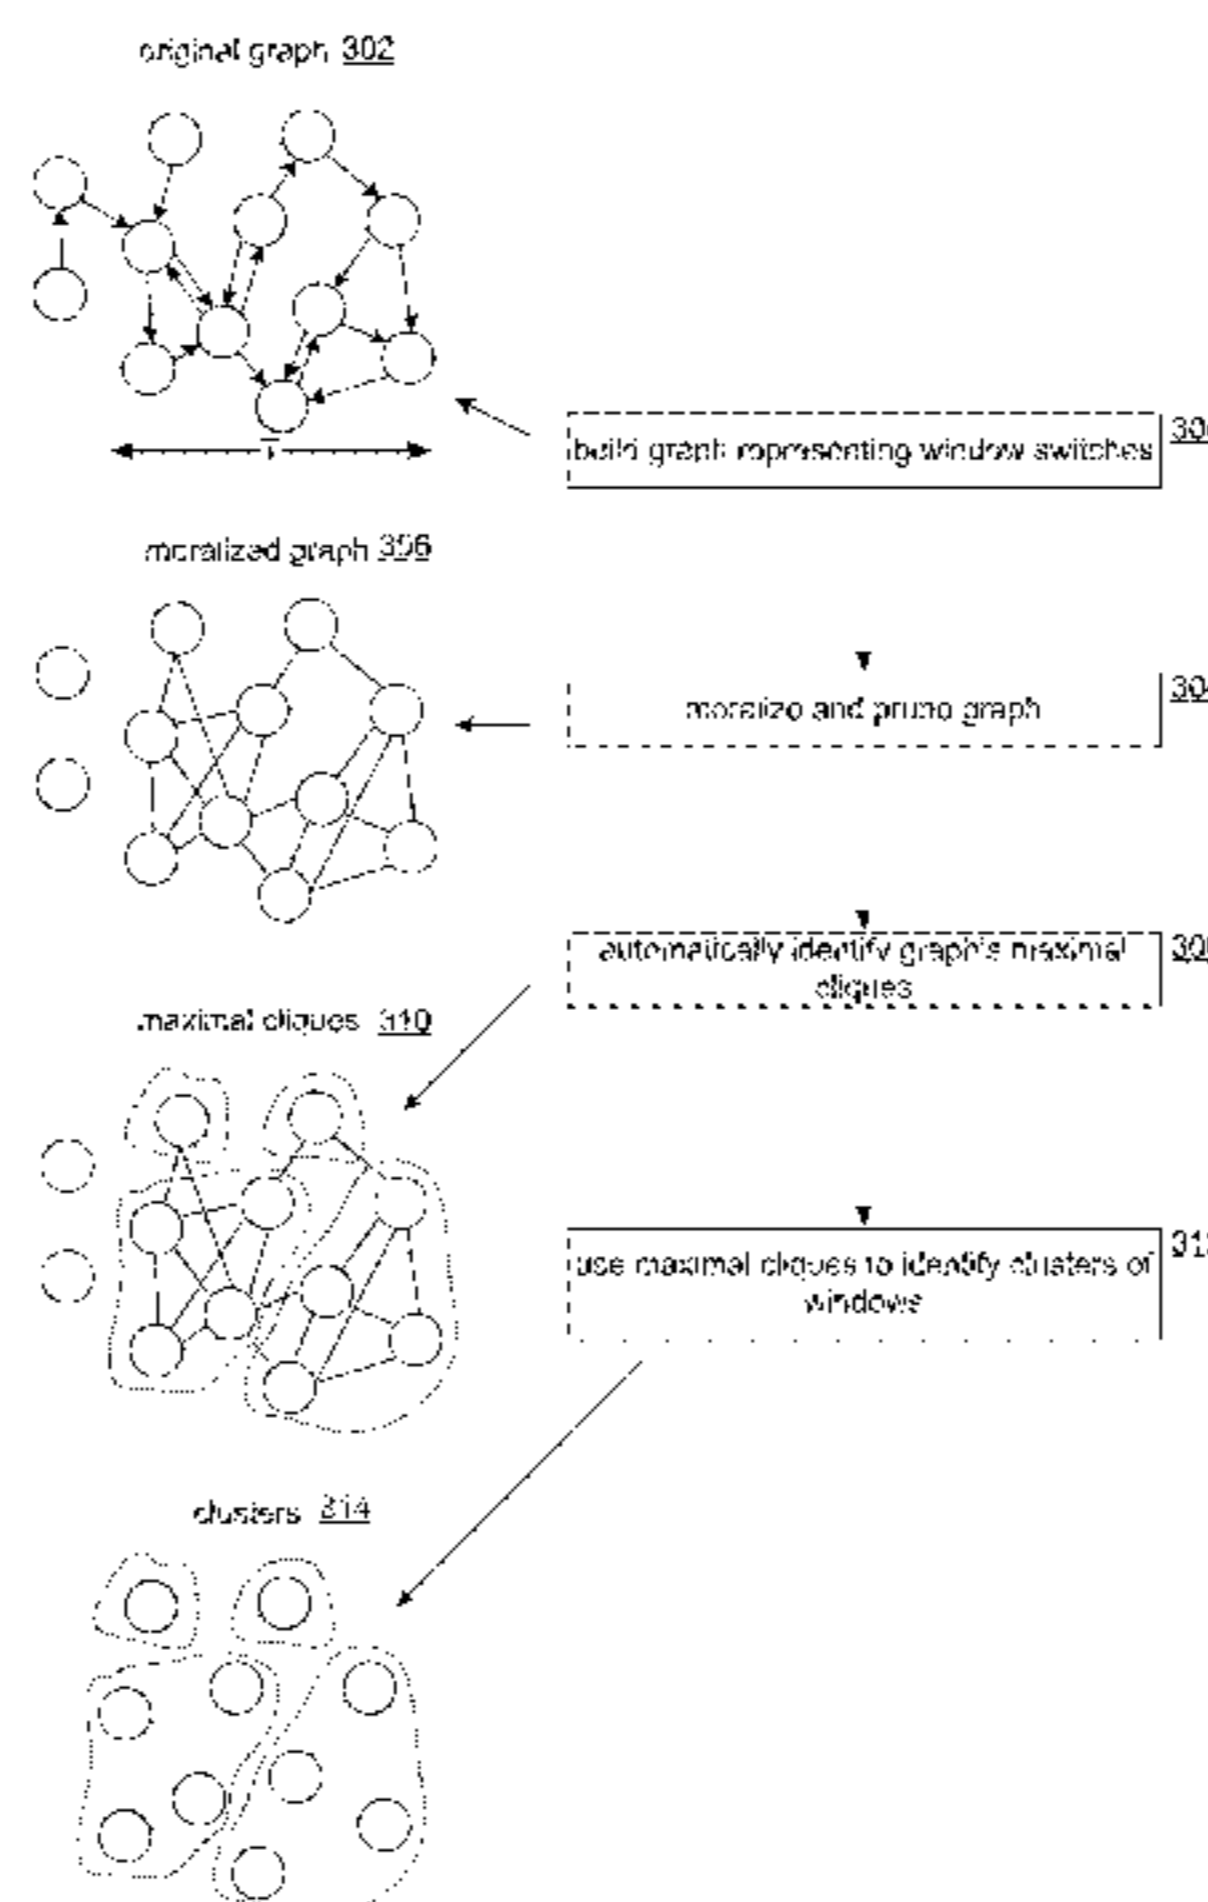 original graph 302
build graph representing window switches
moralized graph 306
moralize and prune graph
automatically identify graph's maximal
cliques
maximal cliques 310
use maximal cliques to identify clusters of
windows
clusters 314